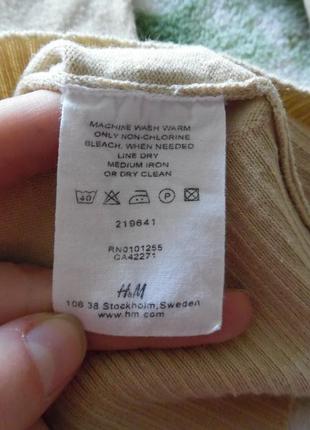 MACHINE WASH WARM
ONLY NON-CHLORINE
BLEACH, WHEN NEEDED
LINE DRY
MEDIUM IRON
OR DRY CLEAN
40 P
219641
RN0101255
CA42271
H&M
106 38 Stockholm, Sweden
www.hm.com